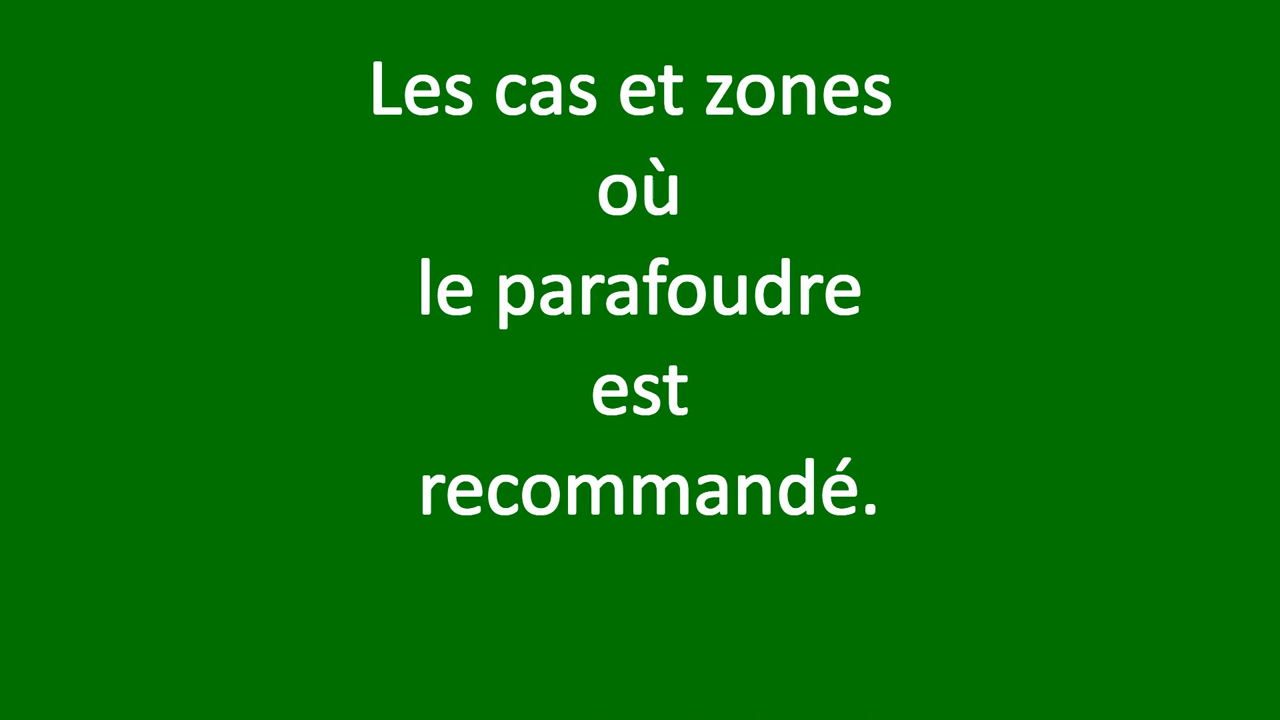 Les cas et zones
où
le parafoudre
est
recommandé.